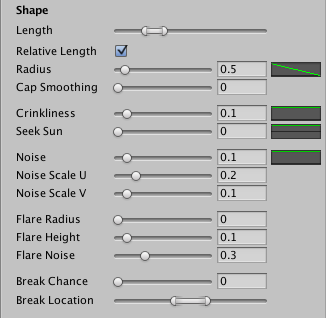 Shape
Length
Relative Length
Radius 0.5
Cap Smoothing 0
Crinkliness 0.1
Seek Sun 0
Noise 0.1
Noise Scale U 0.2
Noise Scale V 0.1
Flare Radius 0
Flare Height 0.1
Flare Noise 0.3
Break Chance 0
Break Location